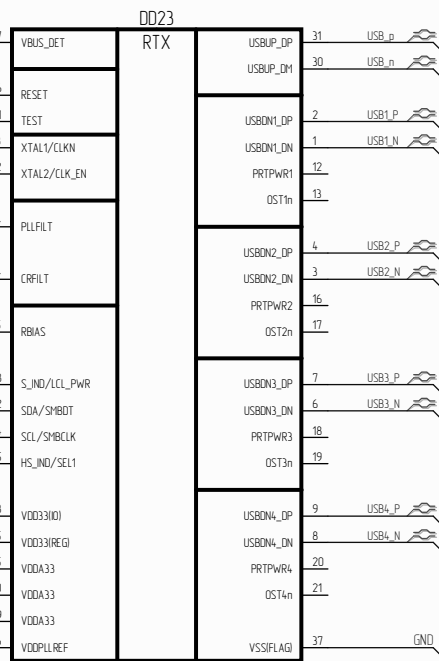 DD23
VBUS_DET
RTX
USBUP_DP
31
USB_p
USBUP_DM
30
USB_n
RESET
TEST
USBDN1_DP
2
USB1_P
XTAL1/CLKN
USBDN1_DN
1
USB1_N
XTAL2/CLK_EN
PRTPWR1
12
OST1n
13
PLLFILT
USBDN2_DP
4
USB2_P
CRFILT
USBDN2_DN
3
USB2_N
PRTPWR2
16
RBIAS
OST2n
17
S_IND/LCL_PWR
USBDN3_DP
7
USB3_P
SDA/SMBDT
USBDN3_DN
6
USB3_N
SCL/SMBCLK
PRTPWR3
18
HS_IND/SEL1
OST3n
19
VDD33(IO)
USBDN4_DP
9
USB4_P
VDD33(REG)
USBDN4_DN
8
USB4_N
VDDA33
PRTPWR4
20
VDDA33
OST4n
21
VDDA33
VDDPLLREF
VSS(FLAG)
37
GND